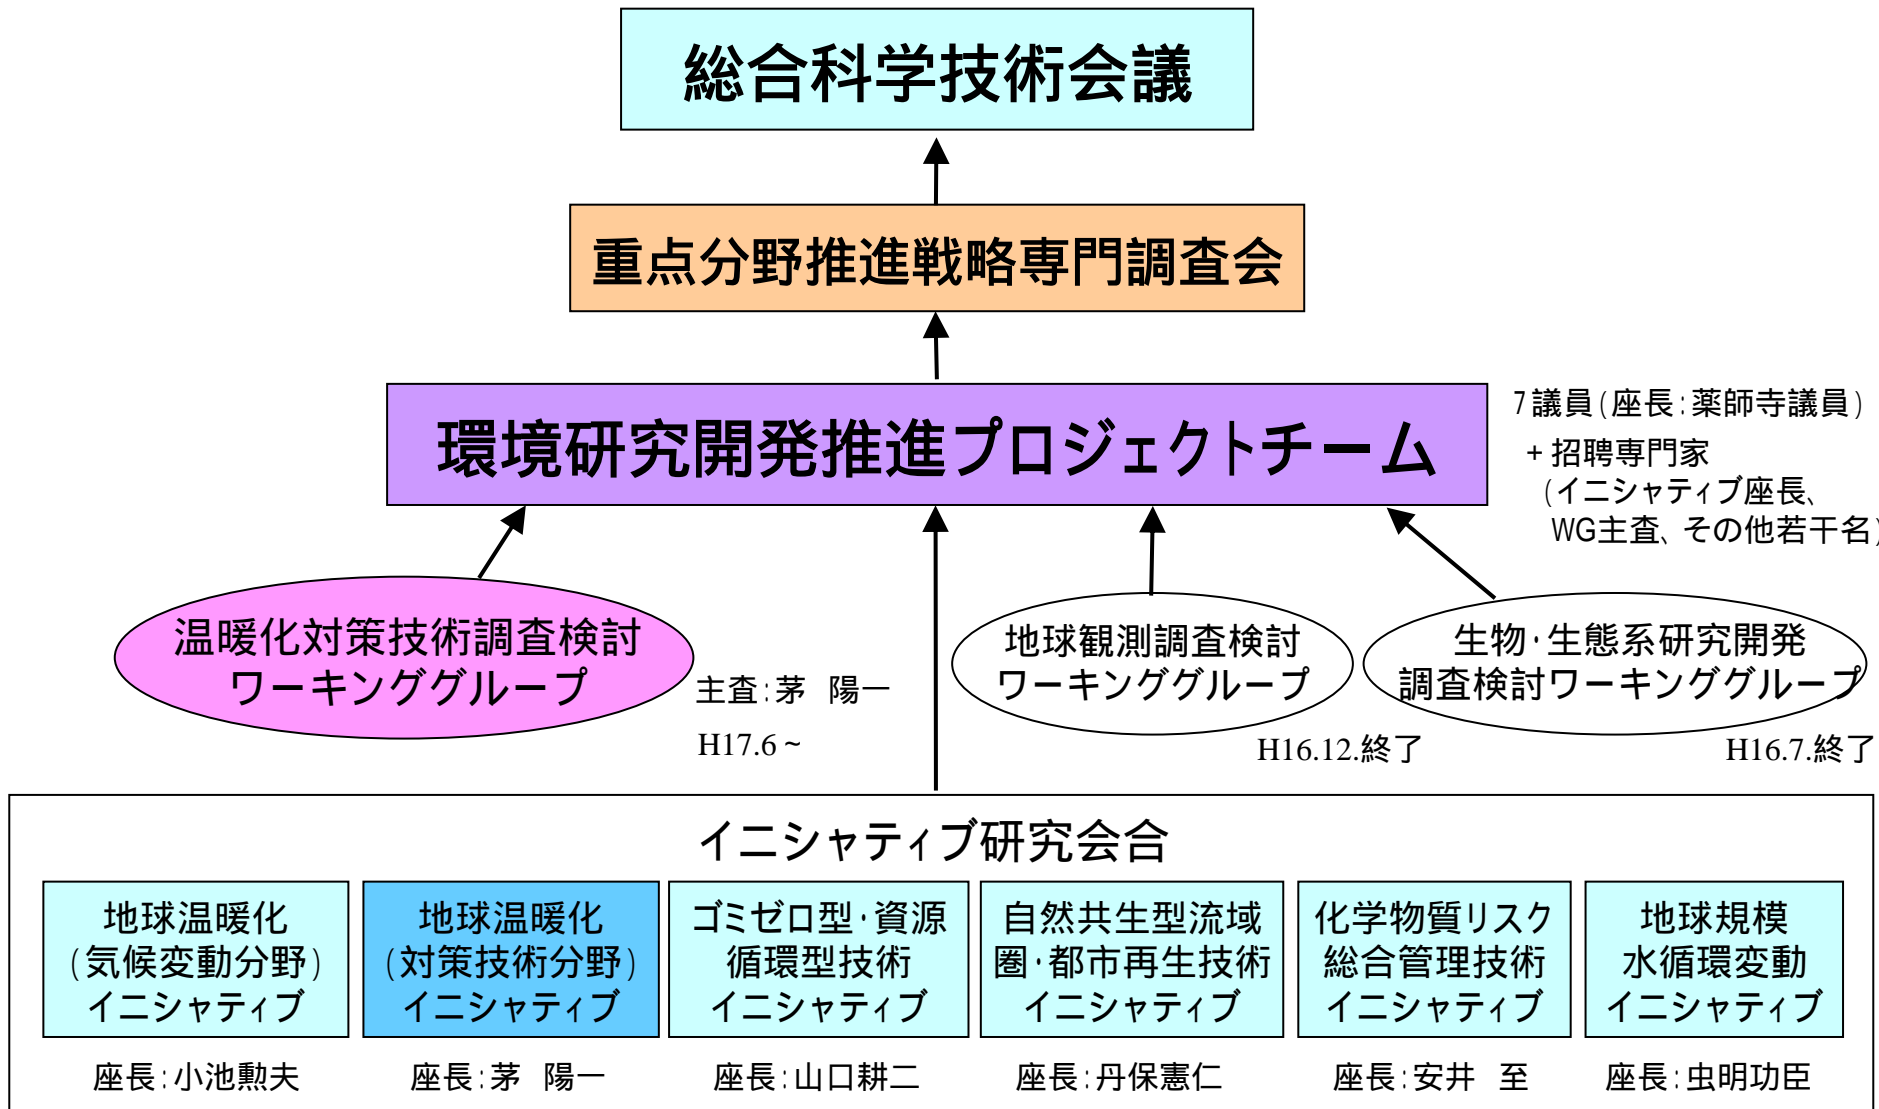 総合科学技術会議
重点分野推進戦略専門調査会
環境研究開発推進プロジェクトチーム
7議員(座長:薬師寺議員)
+招聘専門家
(イニシャティブ座長、
WG主査、その他若干名)
温暖化対策技術調査検討
ワーキンググループ
主査:茅 陽一
H17.6~
地球観測調査検討
ワーキンググループ
H16.12.終了
生物・生態系研究開発
調査検討ワーキンググループ
H16.7.終了
イニシャティブ研究会合
地球温暖化
(気候変動分野)
イニシャティブ
座長:小池勲夫
地球温暖化
(対策技術分野)
イニシャティブ
座長:茅 陽一
ゴミゼロ型・資源
循環型技術
イニシャティブ
座長:山口耕二
自然共生型流域
圏・都市再生技術
イニシャティブ
座長:丹保憲仁
化学物質リスク
総合管理技術
イニシャティブ
座長:安井 至
地球規模
水循環変動
イニシャティブ
座長:虫明功臣